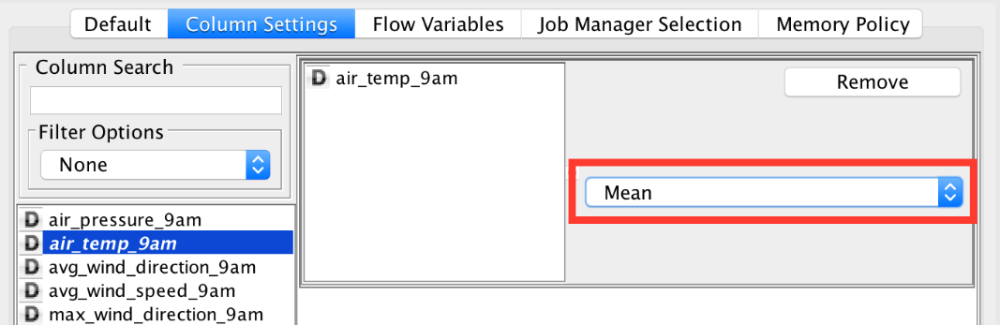 Default Column Settings Flow Variables Job Manager Selection Memory Policy
Column Search
Filter Options
None
D air_pressure_9am
D air_temp_9am
D avg_wind_direction_9am
D avg_wind_speed_9am
D max_wind_direction_9am
D air_temp_9am
Remove
Mean